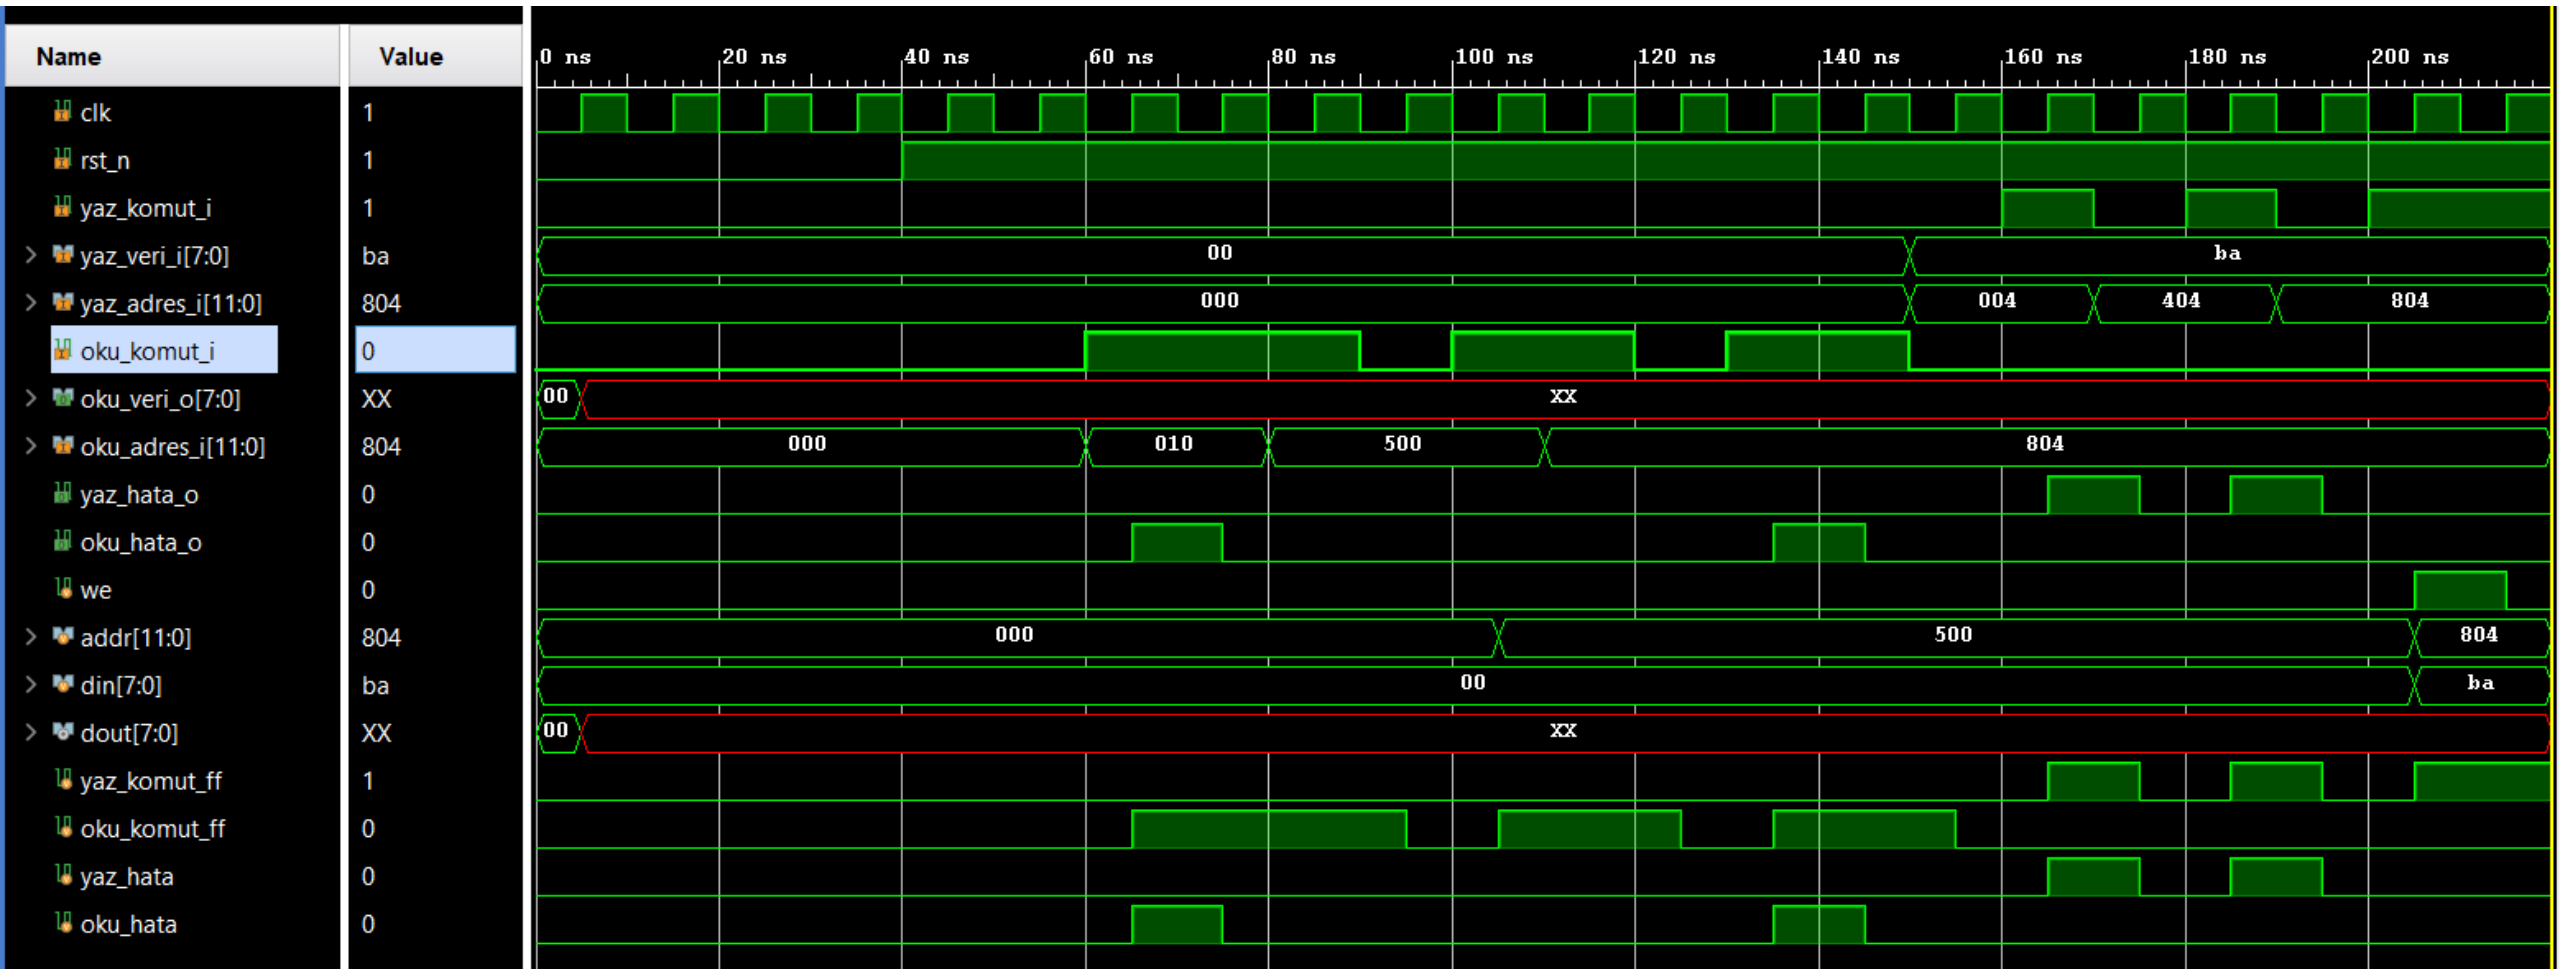 Name Value 0 ns 20 ns 40 ns 60 ns 80 ns 100 ns 120 ns 140 ns 160 ns 180 ns 200 ns
clk 1
rst_n 1
yaz_komut_i 1
yaz_veri_i[7:0] ba 00 ba
yaz_adres_i[11:0] 804 000 004 404 804
oku_komut_i 0
oku_veri_o[7:0] XX 00 XX
oku_adres_i[11:0] 804 000 010 500 804
yaz_hata_o 0
oku_hata_o 0
we 0
addr[11:0] 804 000 500 804
din[7:0] ba 00 ba
dout[7:0] XX 00 XX
yaz_komut_ff 1
oku_komut_ff 0
yaz_hata 0
oku_hata 0